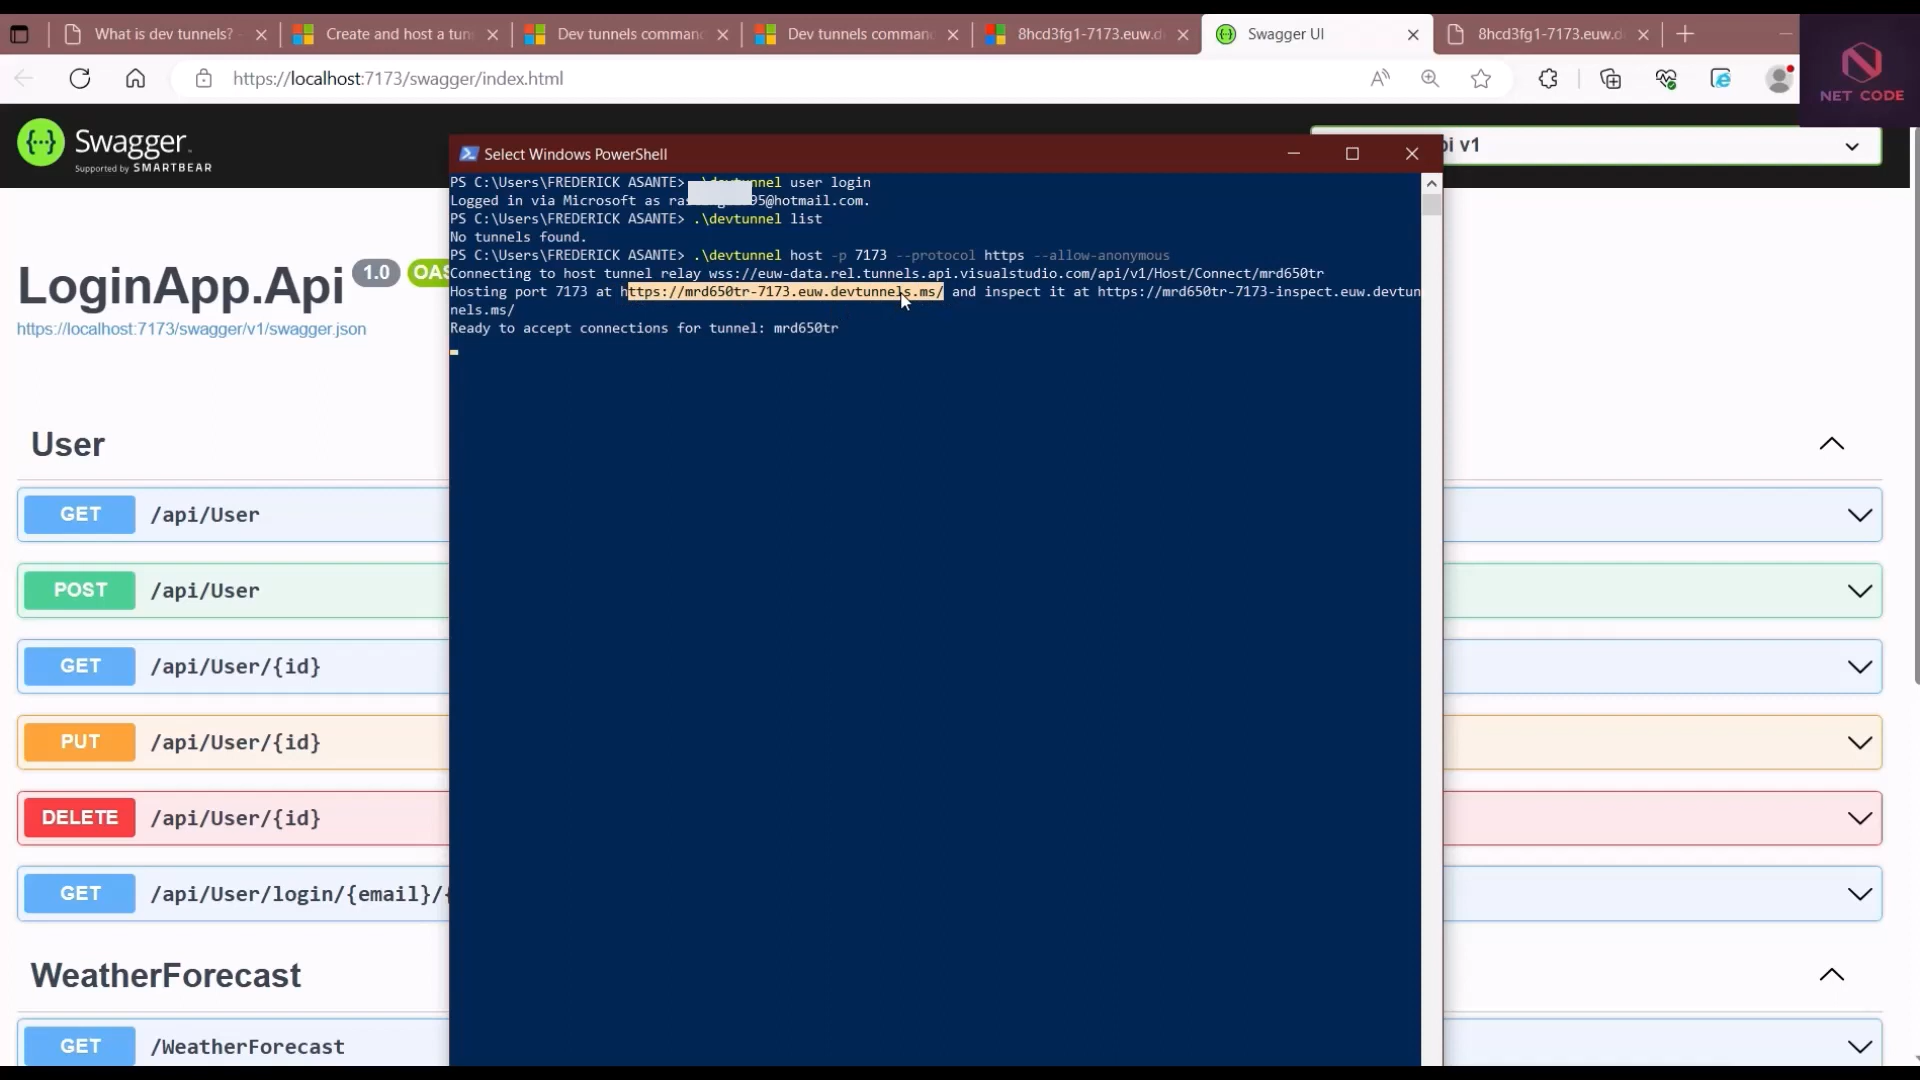 What is dev tunnels?
Create and host a tun
Dev tunnels comman
Dev tunnels comman
8hcd3fg1-7173.euw.d
Swagger UI
8hcd3fg1-7173.euw.d
https://localhost:7173/swagger/index.html
NET CODE
Swagger.
Supported by SMARTBEAR
pi v1
Select Windows PowerShell
PS C:\Users\FREDERICK ASANTE> .\devtunnel user login
Logged in via Microsoft as ra 95@hotmail.com.
PS C:\Users\FREDERICK ASANTE> .\devtunnel list
No tunnels found.
PS C:\Users\FREDERICK ASANTE> .\devtunnel host -p 7173 --protocol https --allow-anonymous
Connecting to host tunnel relay wss://euw-data.rel.tunnels.api.visualstudio.com/api/v1/Host/Connect/mrd650tr
Hosting port 7173 at https://mrd650tr-7173.euw.devtunnels.ms/ and inspect it at https://mrd650tr-7173-inspect.euw.devtun
nels.ms/
Ready to accept connections for tunnel: mrd650tr
LoginApp.Api 1.0 OAS
https://localhost:7173/swagger/v1/swagger.json
User
GET /api/User
POST /api/User
GET /api/User/{id}
PUT /api/User/{id}
DELETE /api/User/{id}
GET /api/User/login/{email}/{
WeatherForecast
GET /WeatherForecast